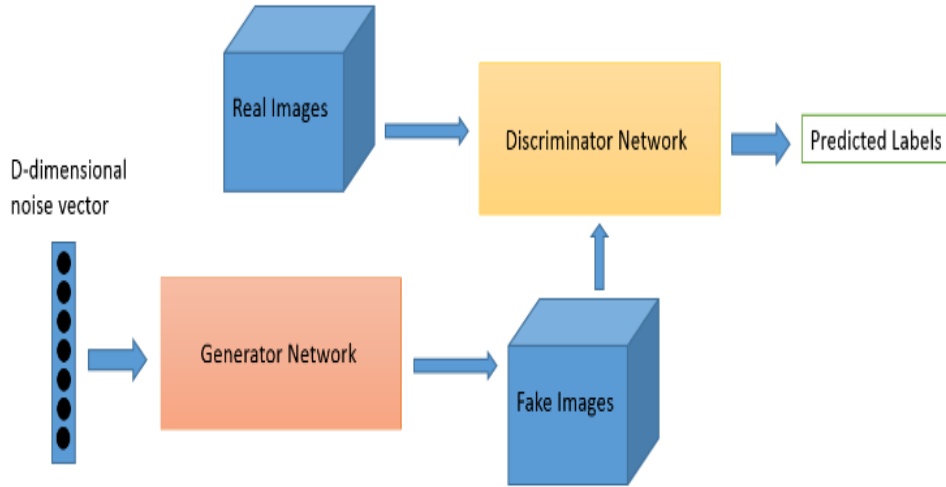 Real Images
Discriminator Network
Predicted Labels
D-dimensional
noise vector
Generator Network
Fake Images